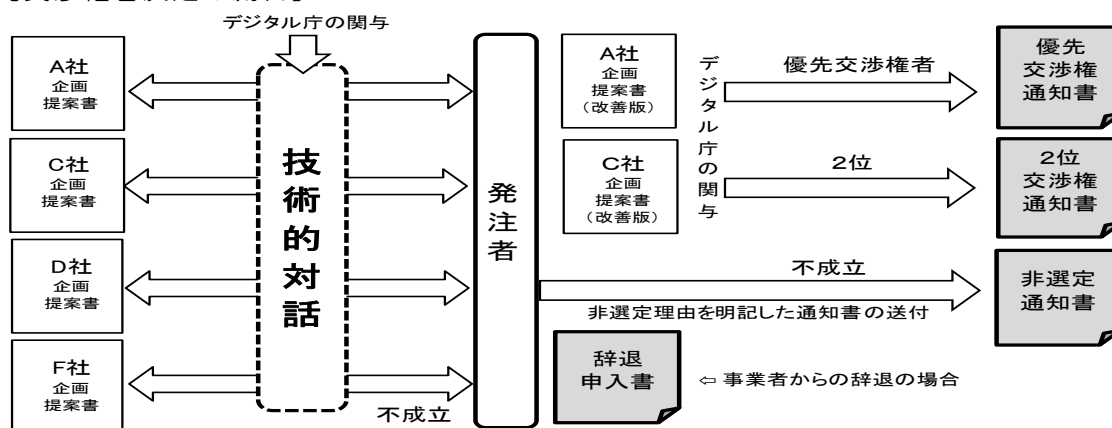 デジタル庁の関与
A社
企画
提案書
C社
企画
提案書
D社
企画
提案書
F社
企画
提案書
技術的対話
不成立
発注者
A社
企画
提案書
(改善版)
C社
企画
提案書
(改善版)
デジタル庁の関与
優先交渉権者
2位
不成立
非選定理由を明記した通知書の送付
辞退
申入書
⇦ 事業者からの辞退の場合
優先
交渉権
通知書
2位
交渉権
通知書
非選定
通知書